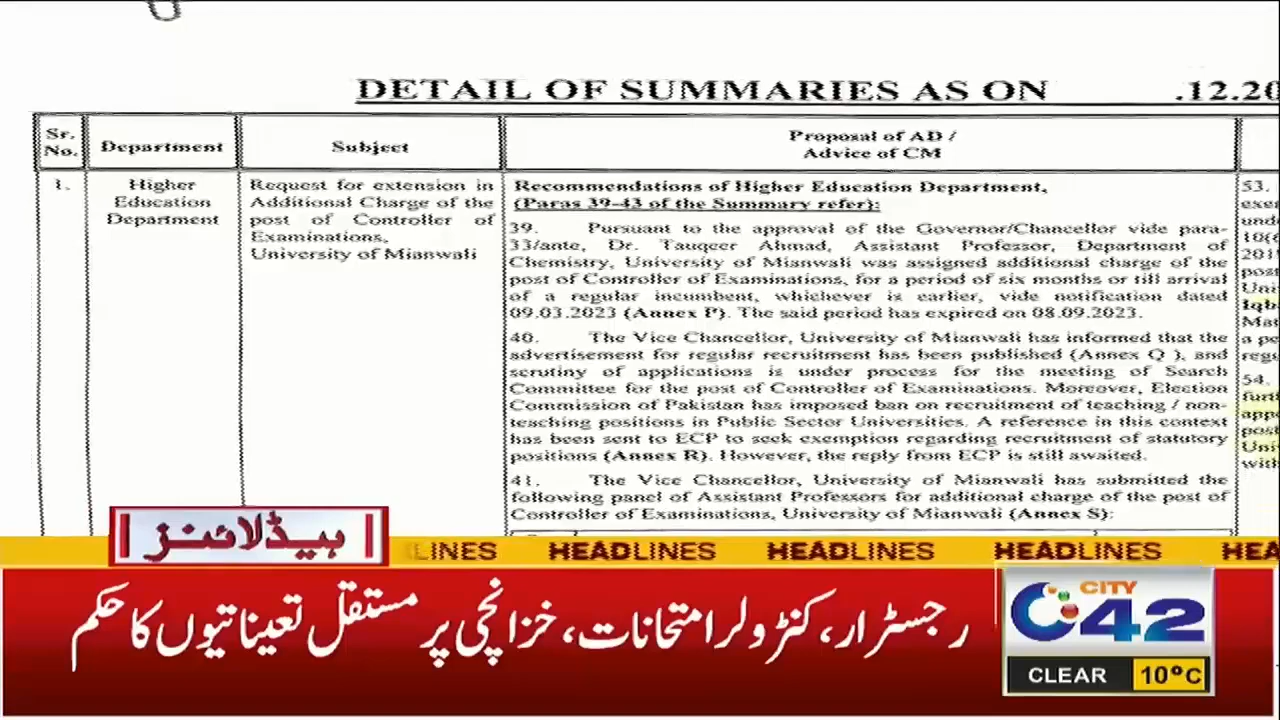 DETAIL OF SUMMARIES AS ON .12.20
Sr. No.
Department
Subject
Proposal of AD /
Advice of CM
1.
Higher
Education
Department
Request for extension in
Additional Charge of the
post of Controller of
Examinations,
University of Mianwali
Recommendations of Higher Education Department,
(Paras 39-43 of the Summary refer):
39. Pursuant to the approval of the Governor/Chancellor vide para-
33/ante, Dr. Tauqeer Ahmad, Assistant Professor, Department of
Chemistry, University of Mianwali was assigned additional charge of the
post of Controller of Examinations, for a period of six months or till arrival
of a regular incumbent, whichever is earlier, vide notification dated
09.03.2023 (Annex P). The said period has expired on 08.09.2023.
40. The Vice Chancellor, University of Mianwali has informed that the
advertisement for regular recruitment has been published (Annex Q ), and
scrutiny of applications is under process for the meeting of Search
Committee for the post of Controller of Examinations. Moreover, Election
Commission of Pakistan has imposed ban on recruitment of teaching / non-
teaching positions in Public Sector Universities. A reference in this context
has been sent to ECP to seek exemption regarding recruitment of statutory
positions (Annex R). However, the reply from ECP is still awaited.
41. The Vice Chancellor, University of Mianwali has submitted the
following panel of Assistant Professors for additional charge of the post of
Controller of Examinations, University of Mianwali (Annex S):
53.
54.
ہیڈلائنز
LINES HEADLINES HEADLINES HEADLINES HEA
رجسٹرار، کنٹرولر امتحانات، خزانچی پر مستقل تعیناتیوں کا حکم
CITY
42
CLEAR 10°C